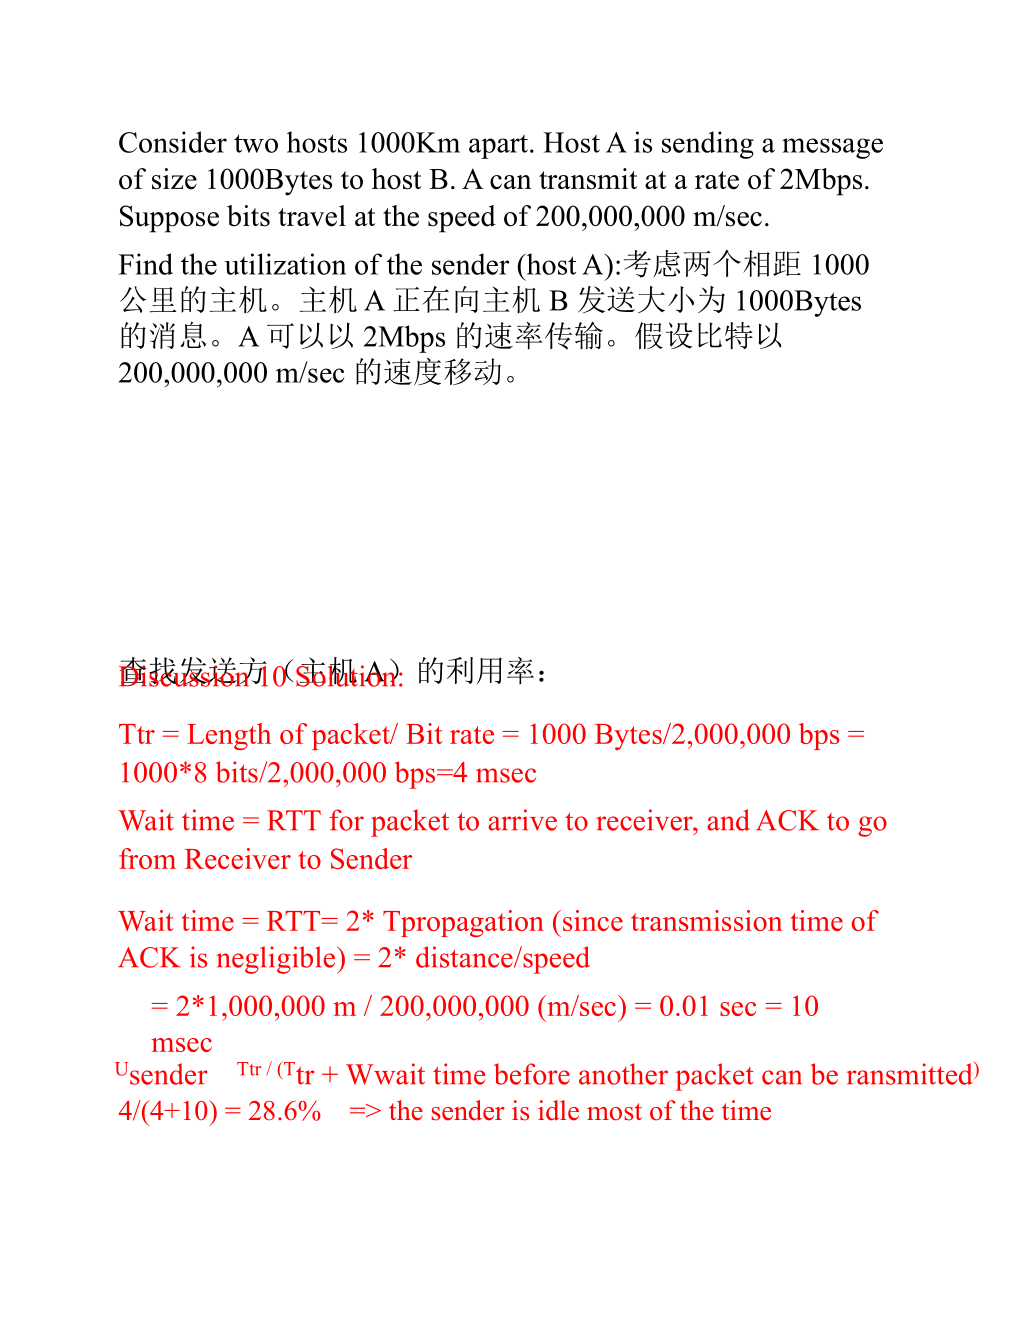 Consider two hosts 1000Km apart. Host A is sending a message
of size 1000Bytes to host B. A can transmit at a rate of 2Mbps.
Suppose bits travel at the speed of 200,000,000 m/sec.
Find the utilization of the sender (host A):考虑两个相距 1000
公里的主机。主机 A 正在向主机 B 发送大小为 1000Bytes
的消息。A 可以以 2Mbps 的速率传输。假设比特以
200,000,000 m/sec 的速度移动。
查找发送方（主机 A）的利用率：
Discussion 10 Solution:
Ttr = Length of packet/ Bit rate = 1000 Bytes/2,000,000 bps =
1000*8 bits/2,000,000 bps=4 msec
Wait time = RTT for packet to arrive to receiver, and ACK to go
from Receiver to Sender
Wait time = RTT= 2* Tpropagation (since transmission time of
ACK is negligible) = 2* distance/speed
= 2*1,000,000 m / 200,000,000 (m/sec) = 0.01 sec = 10
msec
Usender Ttr / (Ttr + Wwait time before another packet can be ransmitted)
4/(4+10) = 28.6% => the sender is idle most of the time